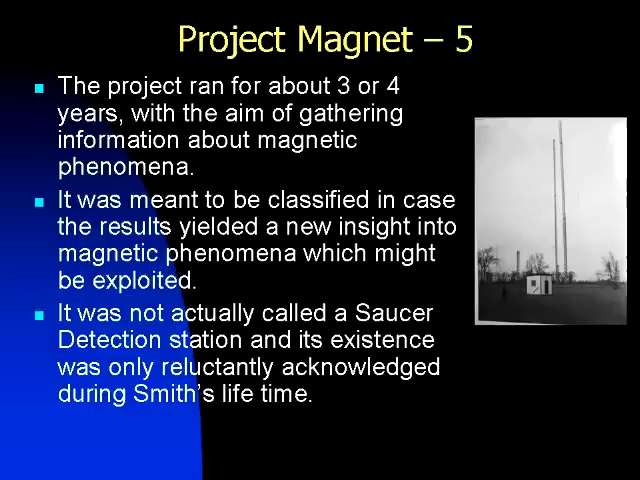 Project Magnet – 5
The project ran for about 3 or 4
years, with the aim of gathering
information about magnetic
phenomena.
It was meant to be classified in case
the results yielded a new insight into
magnetic phenomena which might
be exploited.
It was not actually called a Saucer
Detection station and its existence
was only reluctantly acknowledged
during Smith's life time.